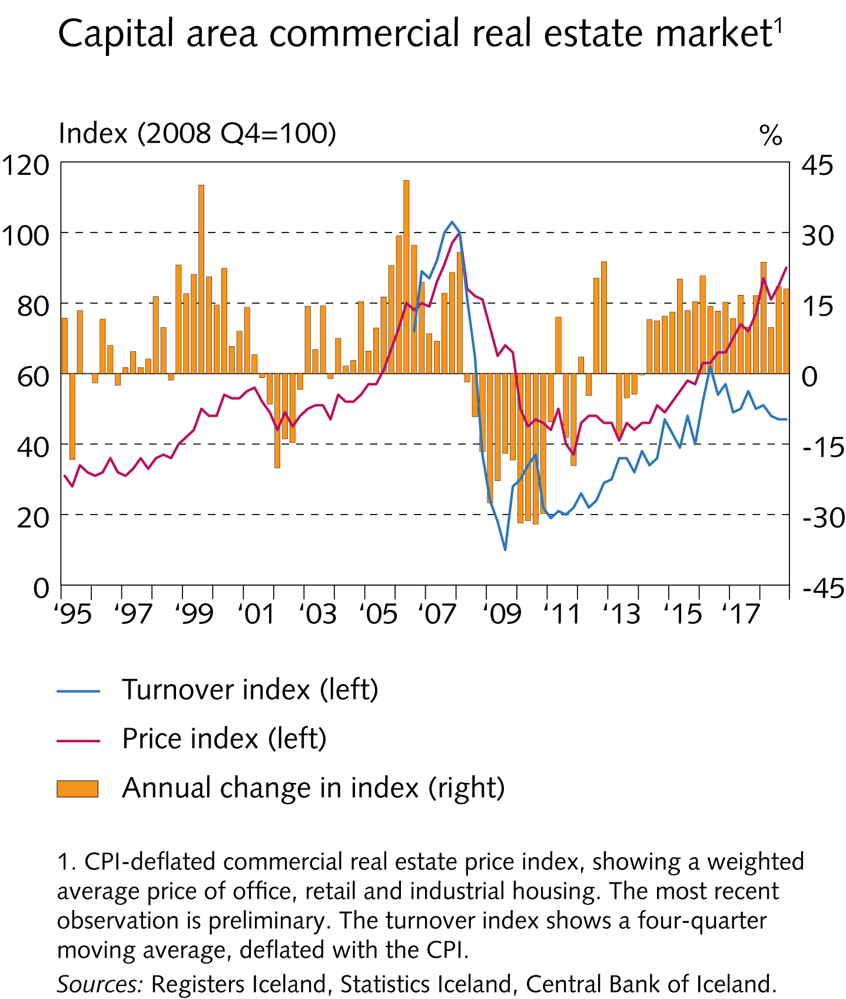 Capital area commercial real estate market¹
Index (2008 Q4=100)
%
120
45
100
30
80
15
60
0
40
-15
20
-30
0
-45
‘95 ‘97 ‘99 ‘01 ‘03 ‘05 ‘07 ‘09 ‘11 ‘13 ‘15 ‘17
Turnover index (left)
Price index (left)
Annual change in index (right)
1. CPI-deflated commercial real estate price index, showing a weighted
average price of office, retail and industrial housing. The most recent
observation is preliminary. The turnover index shows a four-quarter
moving average, deflated with the CPI.
Sources: Registers Iceland, Statistics Iceland, Central Bank of Iceland.